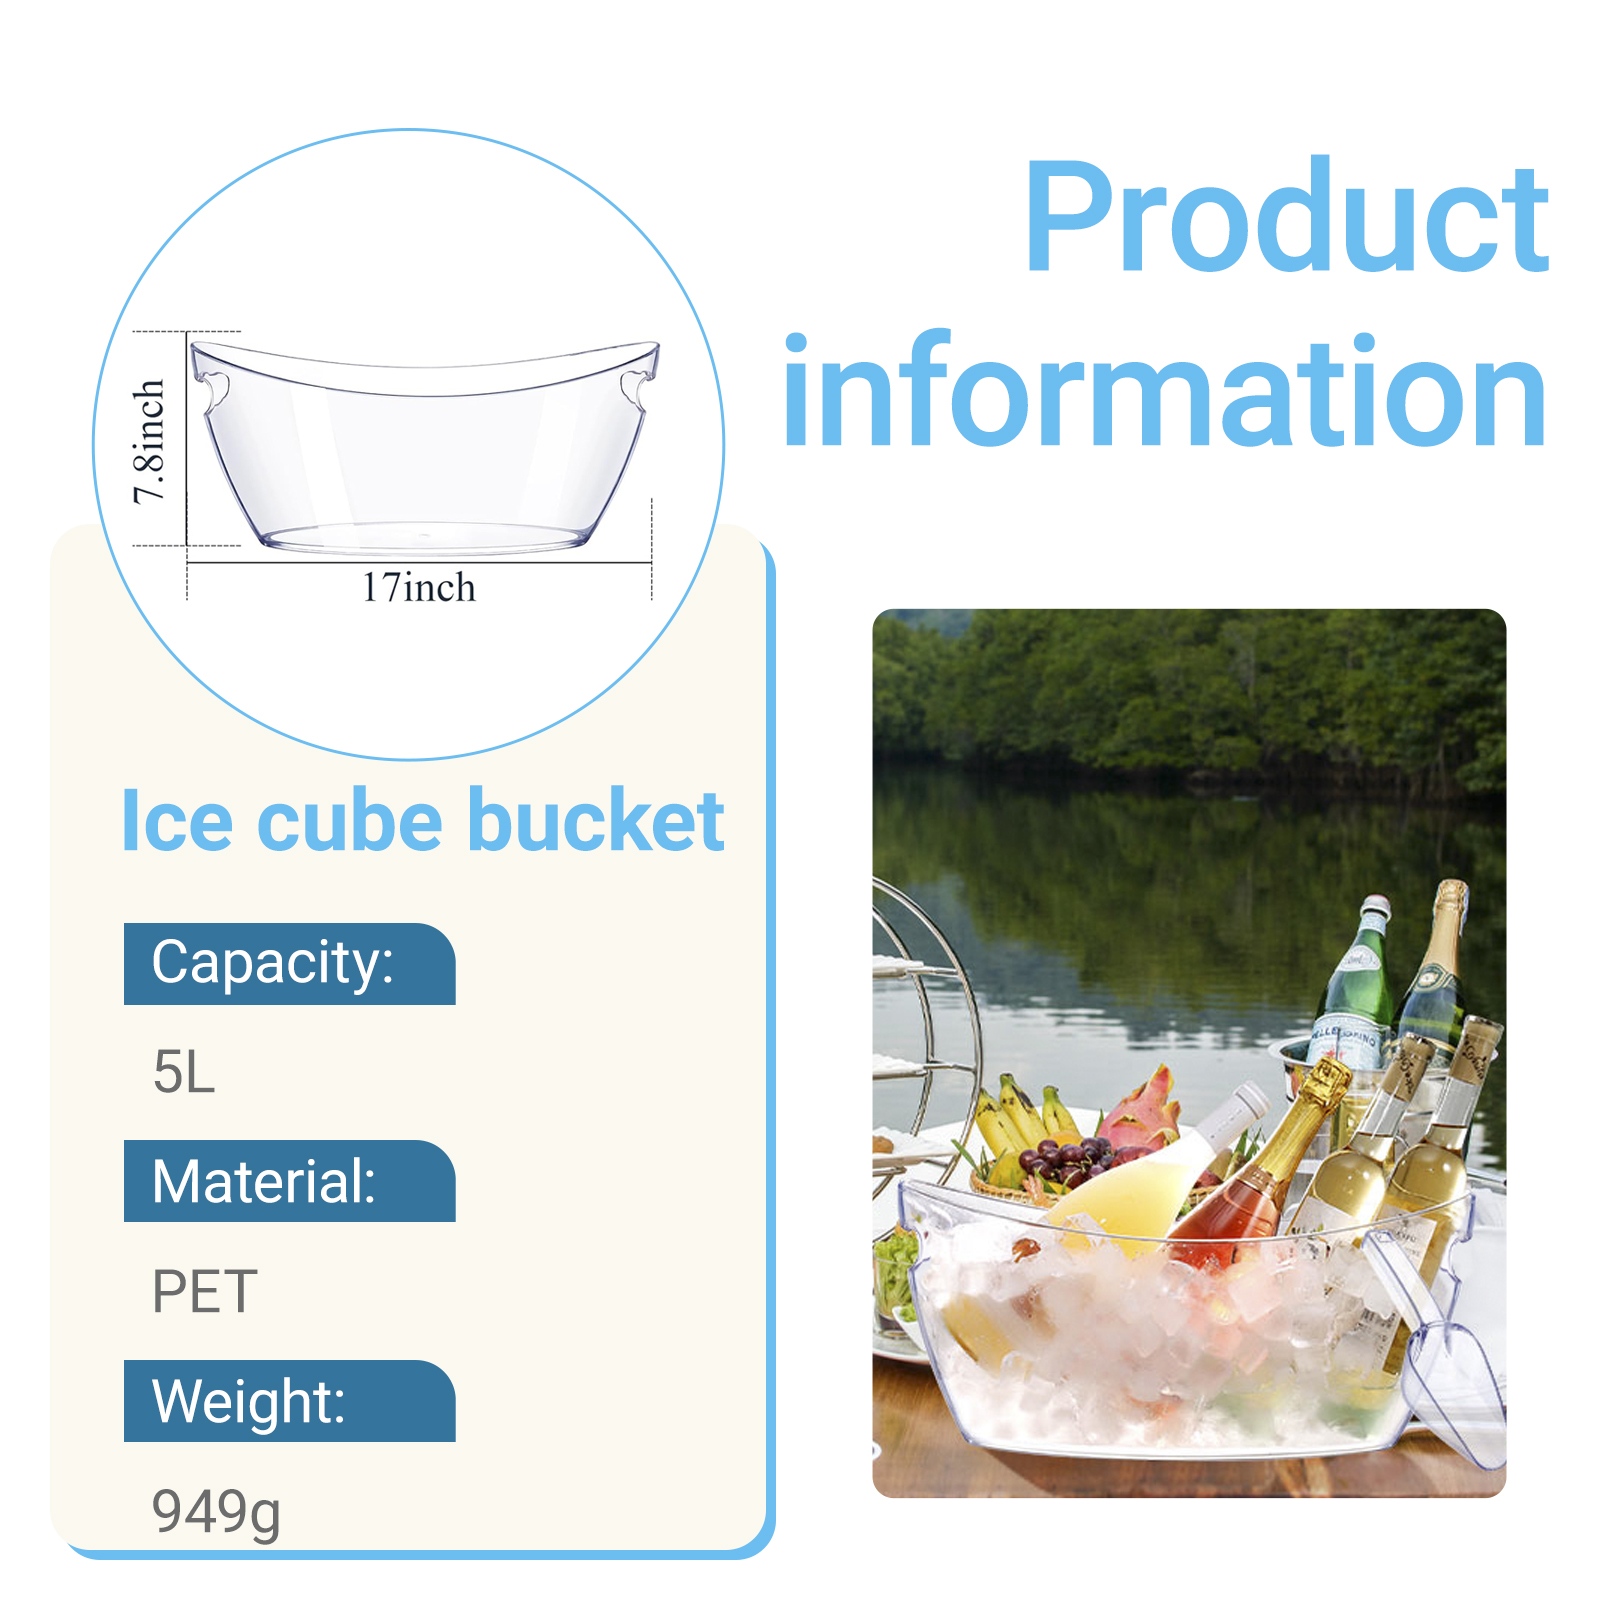 Product
information
7.8inch
17inch
Ice cube bucket
Capacity:
5L
Material:
PET
Weight:
949g